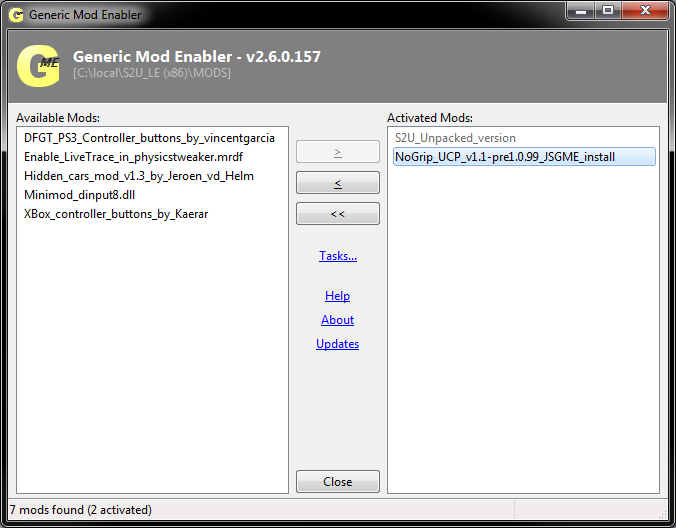 Generic Mod Enabler
GME
Generic Mod Enabler - v2.6.0.157
[C:\local\S2U_LE (x86)\MODS]
Available Mods:
DFGT_PS3_Controller_buttons_by_vincentgarcia
Enable_LiveTrace_in_physicstweaker.mrdf
Hidden_cars_mod_v1.3_by_Jeroen_vd_Helm
Minimod_dinput8.dll
XBox_controller_buttons_by_Kaerar
>
<
<<
Tasks...
Help
About
Updates
Close
Activated Mods:
S2U_Unpacked_version
NoGrip_UCP_v1.1-pre1.0.99_JSGME_install
7 mods found (2 activated)